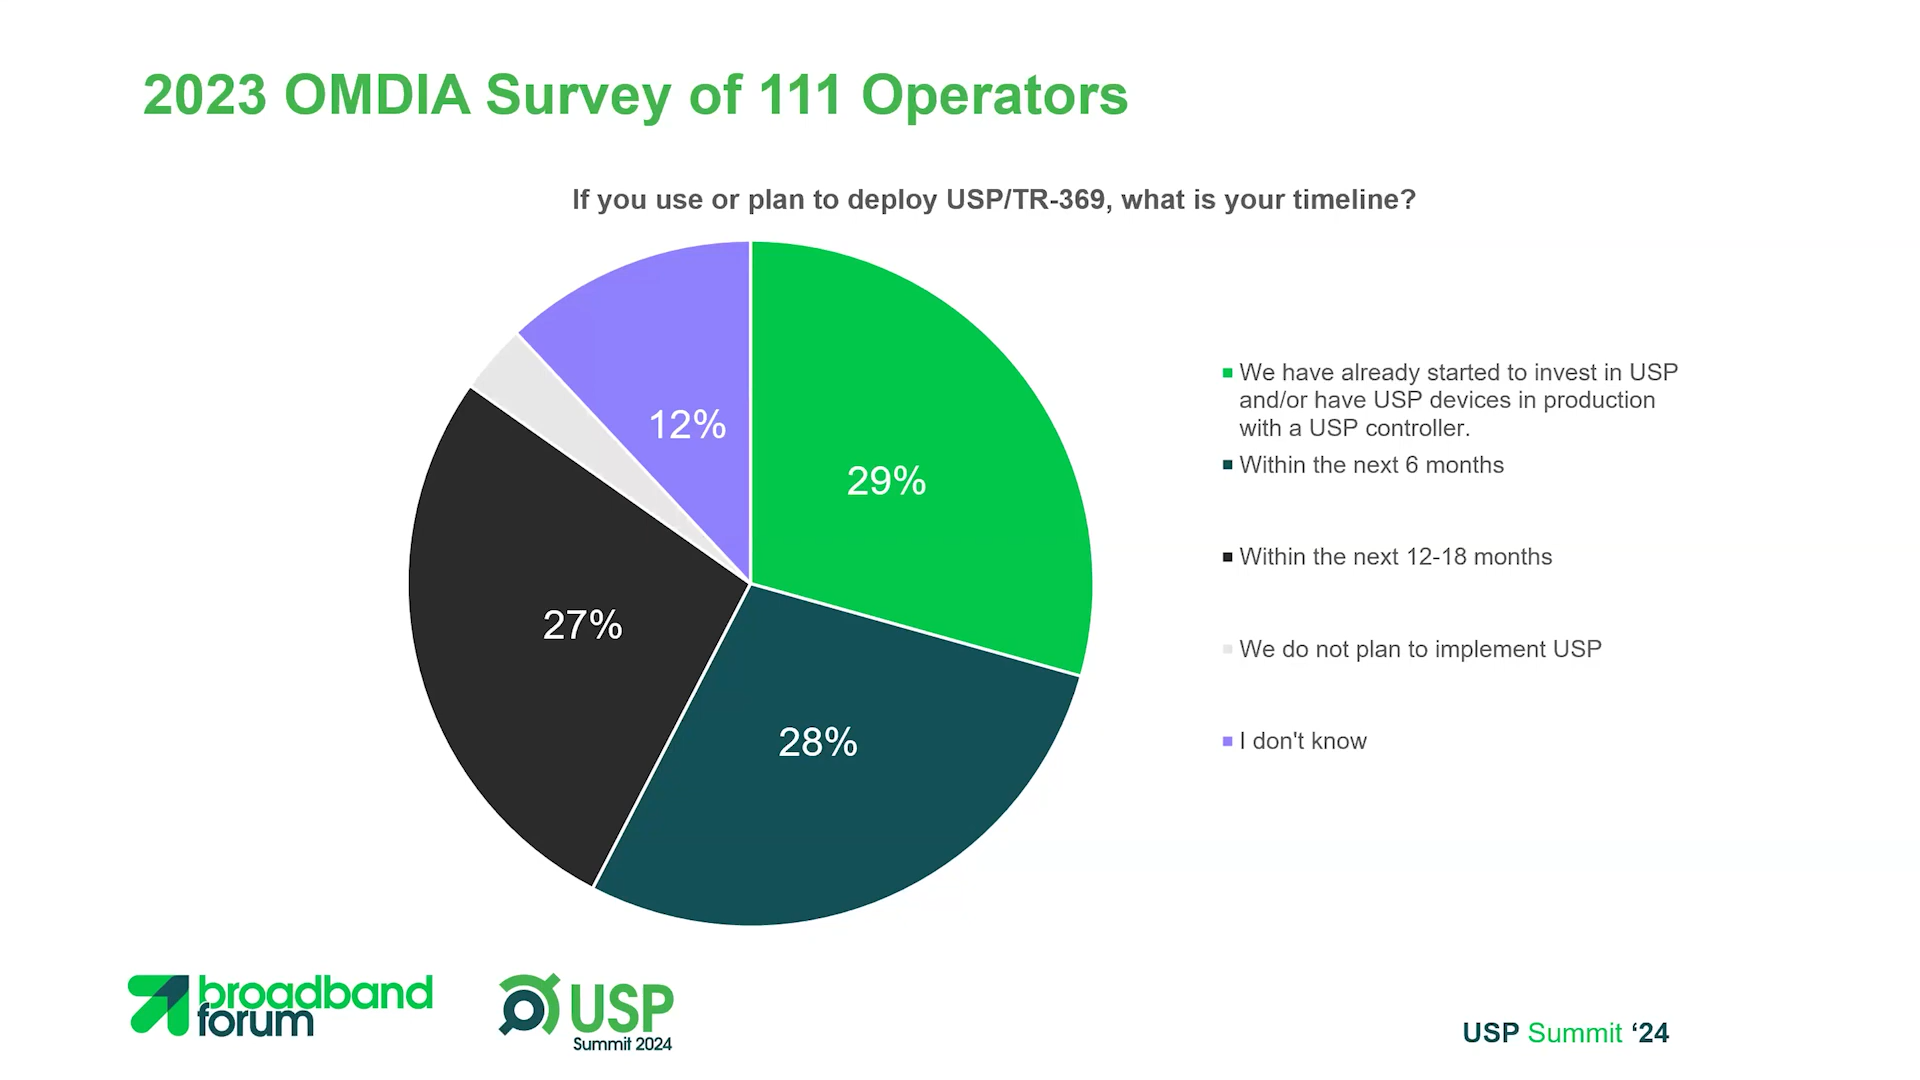 2023 OMDIA Survey of 111 Operators
If you use or plan to deploy USP/TR-369, what is your timeline?
12%
29%
27%
28%
We have already started to invest in USP
and/or have USP devices in production
with a USP controller.
Within the next 6 months
Within the next 12-18 months
We do not plan to implement USP
I don't know
broadband
forum
USP
Summit 2024
USP Summit ‘24